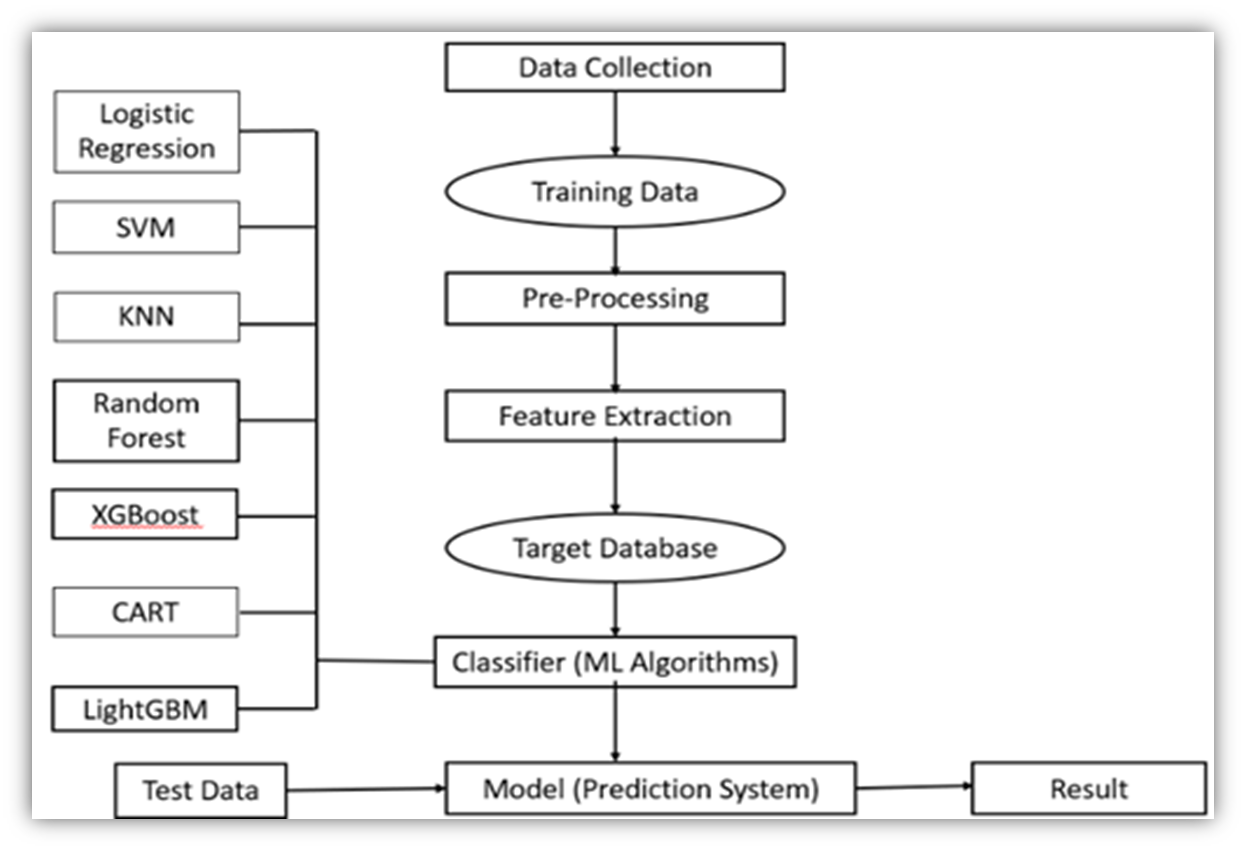 Data Collection
Logistic
Regression
Training Data
SVM
Pre-Processing
KNN
Random
Forest
Feature Extraction
XGBoost
Target Database
CART
Classifier (ML Algorithms)
LightGBM
Test Data
Model (Prediction System)
Result